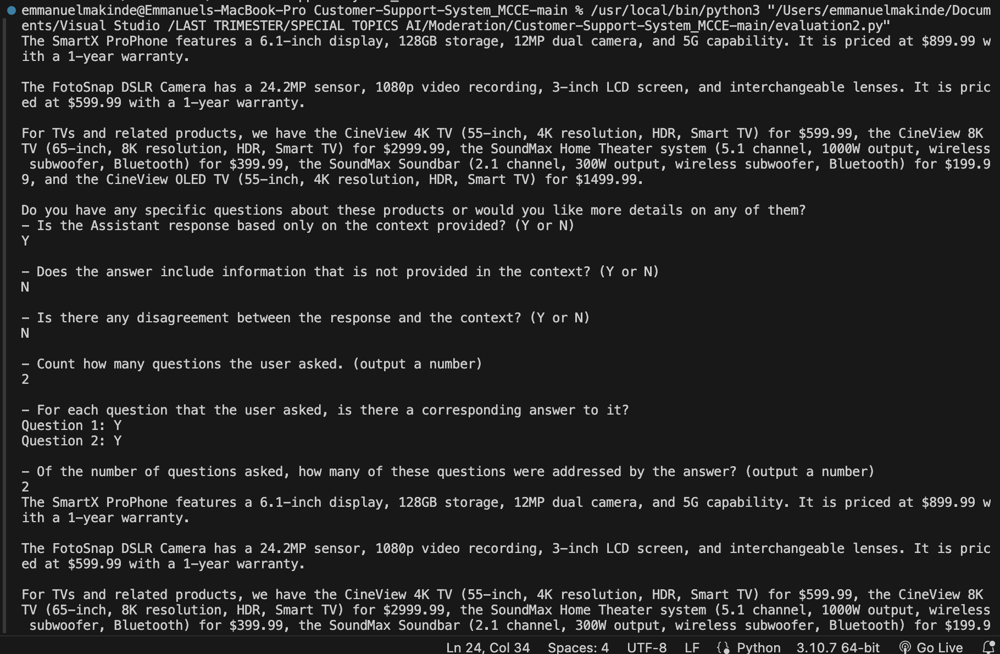 emmanuelmakinde@Emmanuels-MacBook-Pro Customer-Support-System_MCCE-main % /usr/local/bin/python3 "/Users/emmanuelmakinde/Docum
ents/Visual Studio /LAST TRIMESTER/SPECIAL TOPICS AI/Moderation/Customer-Support-System_MCCE-main/evaluation2.py"
The SmartX ProPhone features a 6.1-inch display, 128GB storage, 12MP dual camera, and 5G capability. It is priced at $899.99 w
ith a 1-year warranty.

The FotoSnap DSLR Camera has a 24.2MP sensor, 1080p video recording, 3-inch LCD screen, and interchangeable lenses. It is pric
ed at $599.99 with a 1-year warranty.

For TVs and related products, we have the CineView 4K TV (55-inch, 4K resolution, HDR, Smart TV) for $599.99, the CineView 8K
TV (65-inch, 8K resolution, HDR, Smart TV) for $2999.99, the SoundMax Home Theater system (5.1 channel, 1000W output, wireless
 subwoofer, Bluetooth) for $399.99, the SoundMax Soundbar (2.1 channel, 300W output, wireless subwoofer, Bluetooth) for $199.9
9, and the CineView OLED TV (55-inch, 4K resolution, HDR, Smart TV) for $1499.99.

Do you have any specific questions about these products or would you like more details on any of them?
- Is the Assistant response based only on the context provided? (Y or N)
Y

- Does the answer include information that is not provided in the context? (Y or N)
N

- Is there any disagreement between the response and the context? (Y or N)
N

- Count how many questions the user asked. (output a number)
2

- For each question that the user asked, is there a corresponding answer to it?
Question 1: Y
Question 2: Y

- Of the number of questions asked, how many of these questions were addressed by the answer? (output a number)
2
The SmartX ProPhone features a 6.1-inch display, 128GB storage, 12MP dual camera, and 5G capability. It is priced at $899.99 w
ith a 1-year warranty.

The FotoSnap DSLR Camera has a 24.2MP sensor, 1080p video recording, 3-inch LCD screen, and interchangeable lenses. It is pric
ed at $599.99 with a 1-year warranty.

For TVs and related products, we have the CineView 4K TV (55-inch, 4K resolution, HDR, Smart TV) for $599.99, the CineView 8K
TV (65-inch, 8K resolution, HDR, Smart TV) for $2999.99, the SoundMax Home Theater system (5.1 channel, 1000W output, wireless
 subwoofer, Bluetooth) for $399.99, the SoundMax Soundbar (2.1 channel, 300W output, wireless subwoofer, Bluetooth) for $199.9
Ln 24, Col 34 Spaces: 4 UTF-8 LF Python 3.10.7 64-bit Go Live